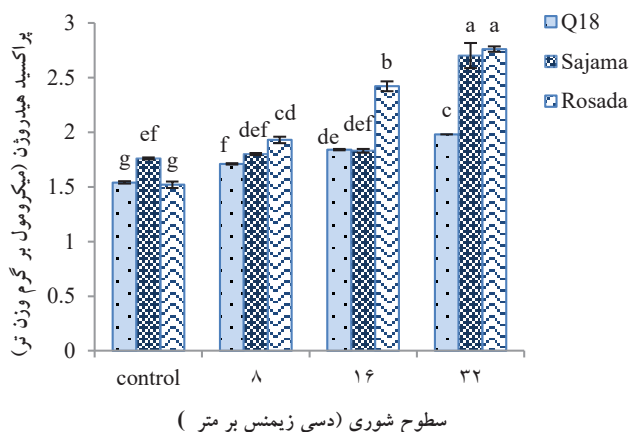 پراکسید هیدروژن (میکرومول بر گرم وزن تر)
3
2.5
2
1.5
1
0.5
0
g ef g
f def cd
de def b
c a a
control ۸ ۱۶ ۳۲
سطوح شوری (دسی زیمنس بر متر )
Q18
Sajama
Rosada